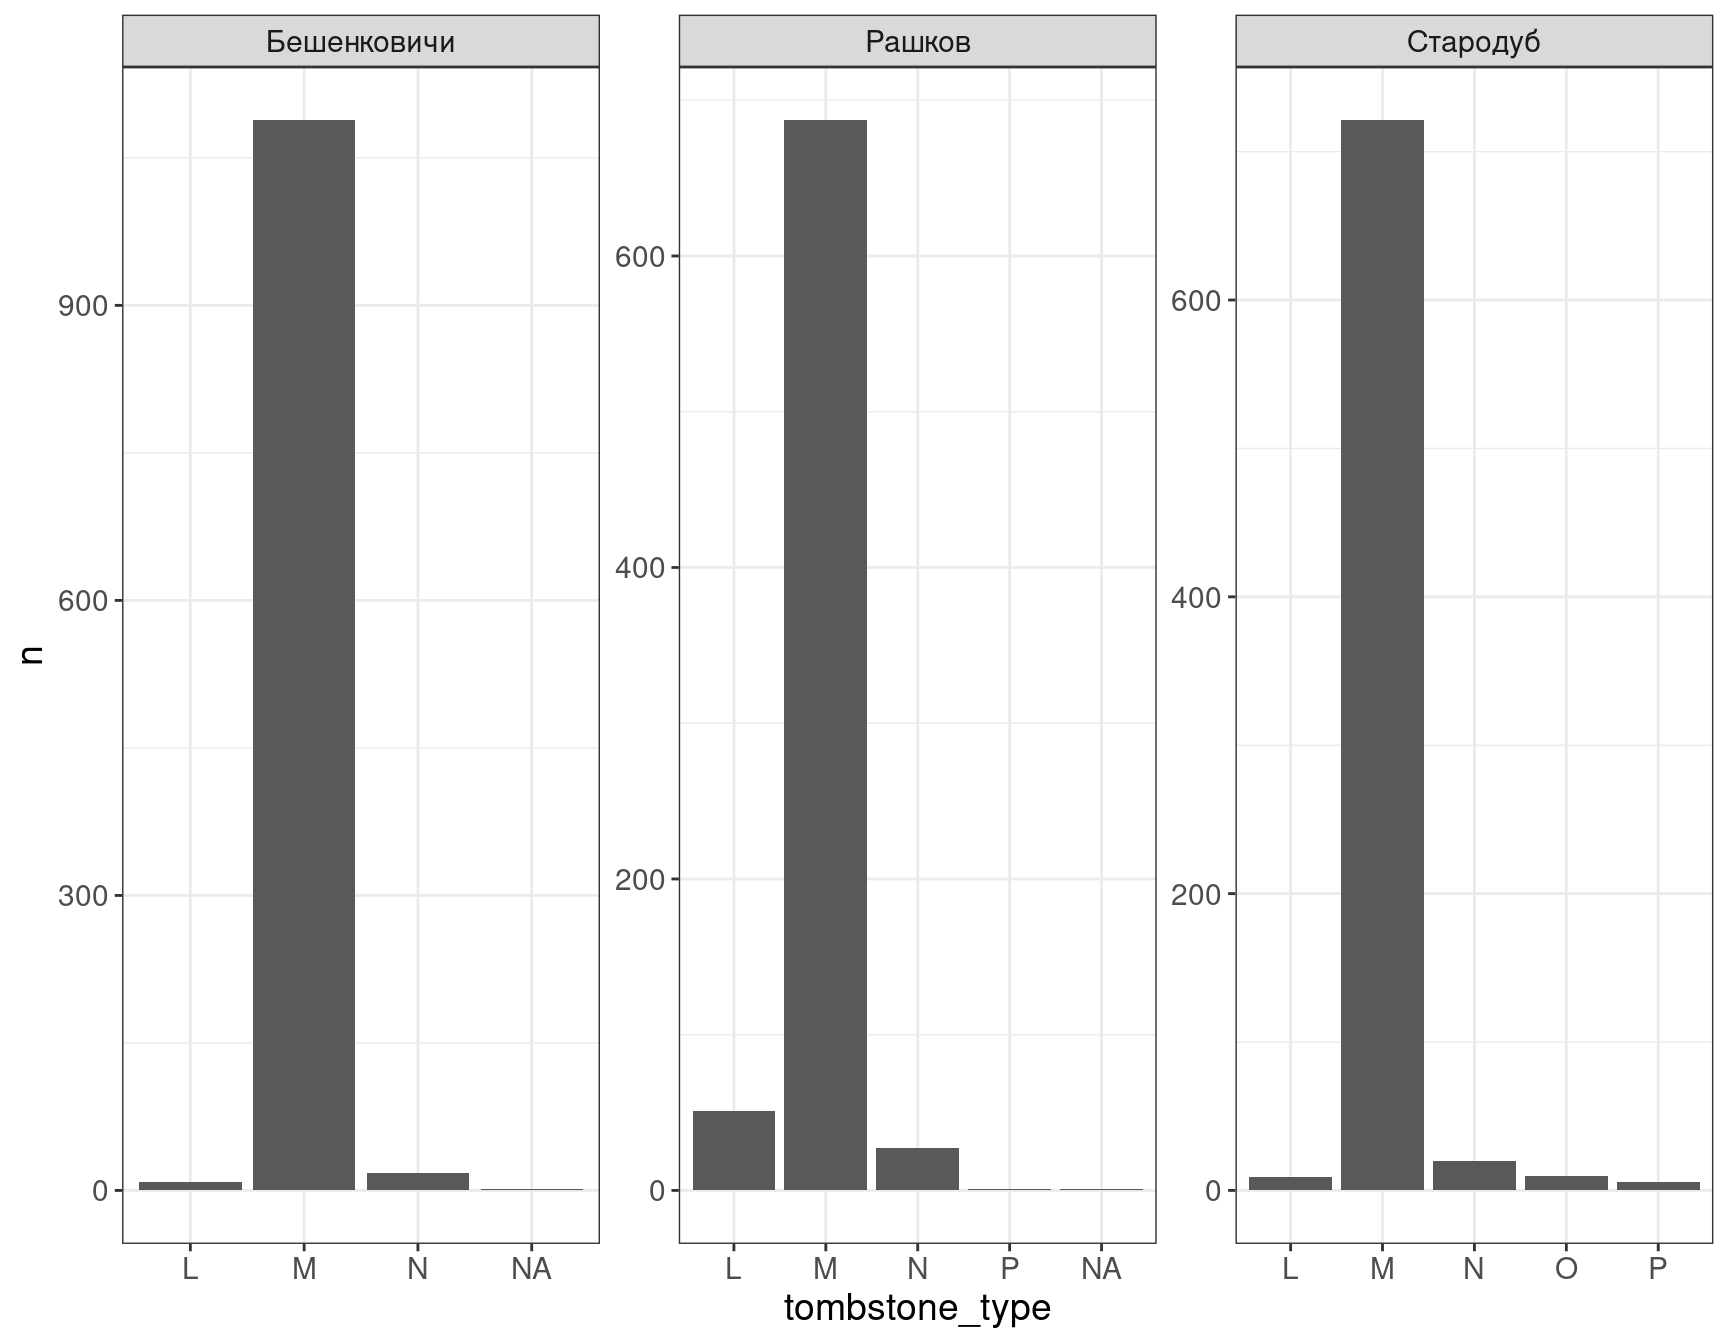 Бешенковичи
Рашков
Стародуб
n
900
600
300
0
600
400
200
0
600
400
200
0
L M N NA
L M N P NA
L M N O P
tombstone_type